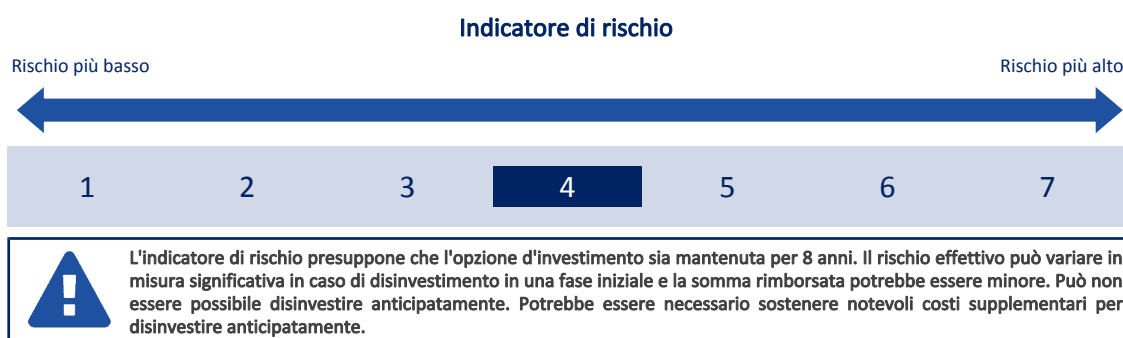 Indicatore di rischio
Rischio più basso
Rischio più alto
1 2 3 4 5 6 7
L'indicatore di rischio presuppone che l'opzione d'investimento sia mantenuta per 8 anni. Il rischio effettivo può variare in
misura significativa in caso di disinvestimento in una fase iniziale e la somma rimborsata potrebbe essere minore. Può non
essere possibile disinvestire anticipatamente. Potrebbe essere necessario sostenere notevoli costi supplementari per
disinvestire anticipatamente.